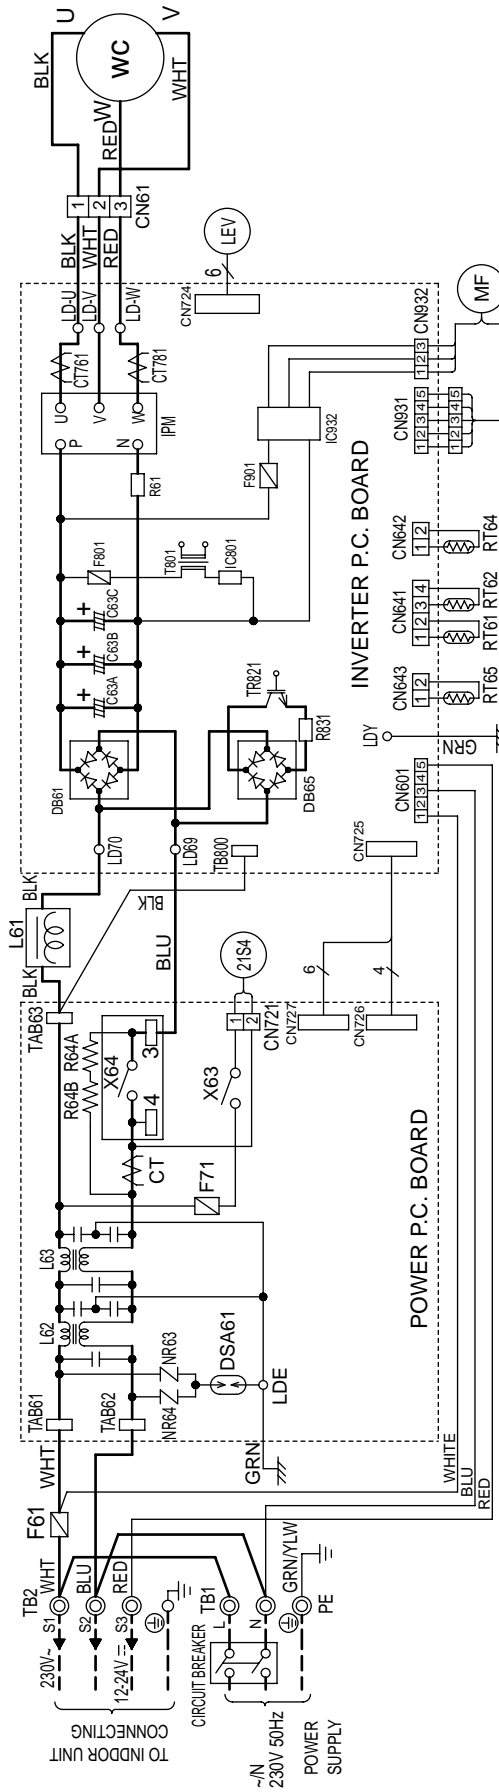 U
V
BLK
WC
WHT
RED
W
1
2
3
CN61
BLK
WHT
RED
LD-U
LD-V
LD-W
LEV
6
CN724
CT761
CT781
U
V
W
P
N
IPM
R61
F901
IC932
CN932
1 2 3
MF
CN931
1 2 3 4 5
1 2 3 4 5
F801
T801
IC801
C63C
C63B
C63A
+
+
+
TR821
R831
DB61
DB65
INVERTER P.C. BOARD
CN642
1 2
RT64
CN641
1 2 3 4
RT62
RT61
CN643
1 2
RT65
LDY
GRN
CN601
1 2 3 4 5
LD70
LD69
TB800
CN725
BLK
L61
BLK
BLK
BLU
TAB63
R64A
R64B
X64
3
4
CT
21S4
1
2
CN721
X63
F71
CN727
CN726
6
4
L63
L62
POWER P.C. BOARD
NR63
NR64
DSA61
LDE
GRN
TAB61
TAB62
WHT
F61
WHITE
BLU
RED
TB2
WHT
BLU
RED
S1
S2
S3
230V~
12-24V
TO INDDOR UNIT
CONNECTING
CIRCUIT BREAKER
TB1
L
N
PE
GRN/YLW
~/N
230V 50Hz
POWER
SUPPLY